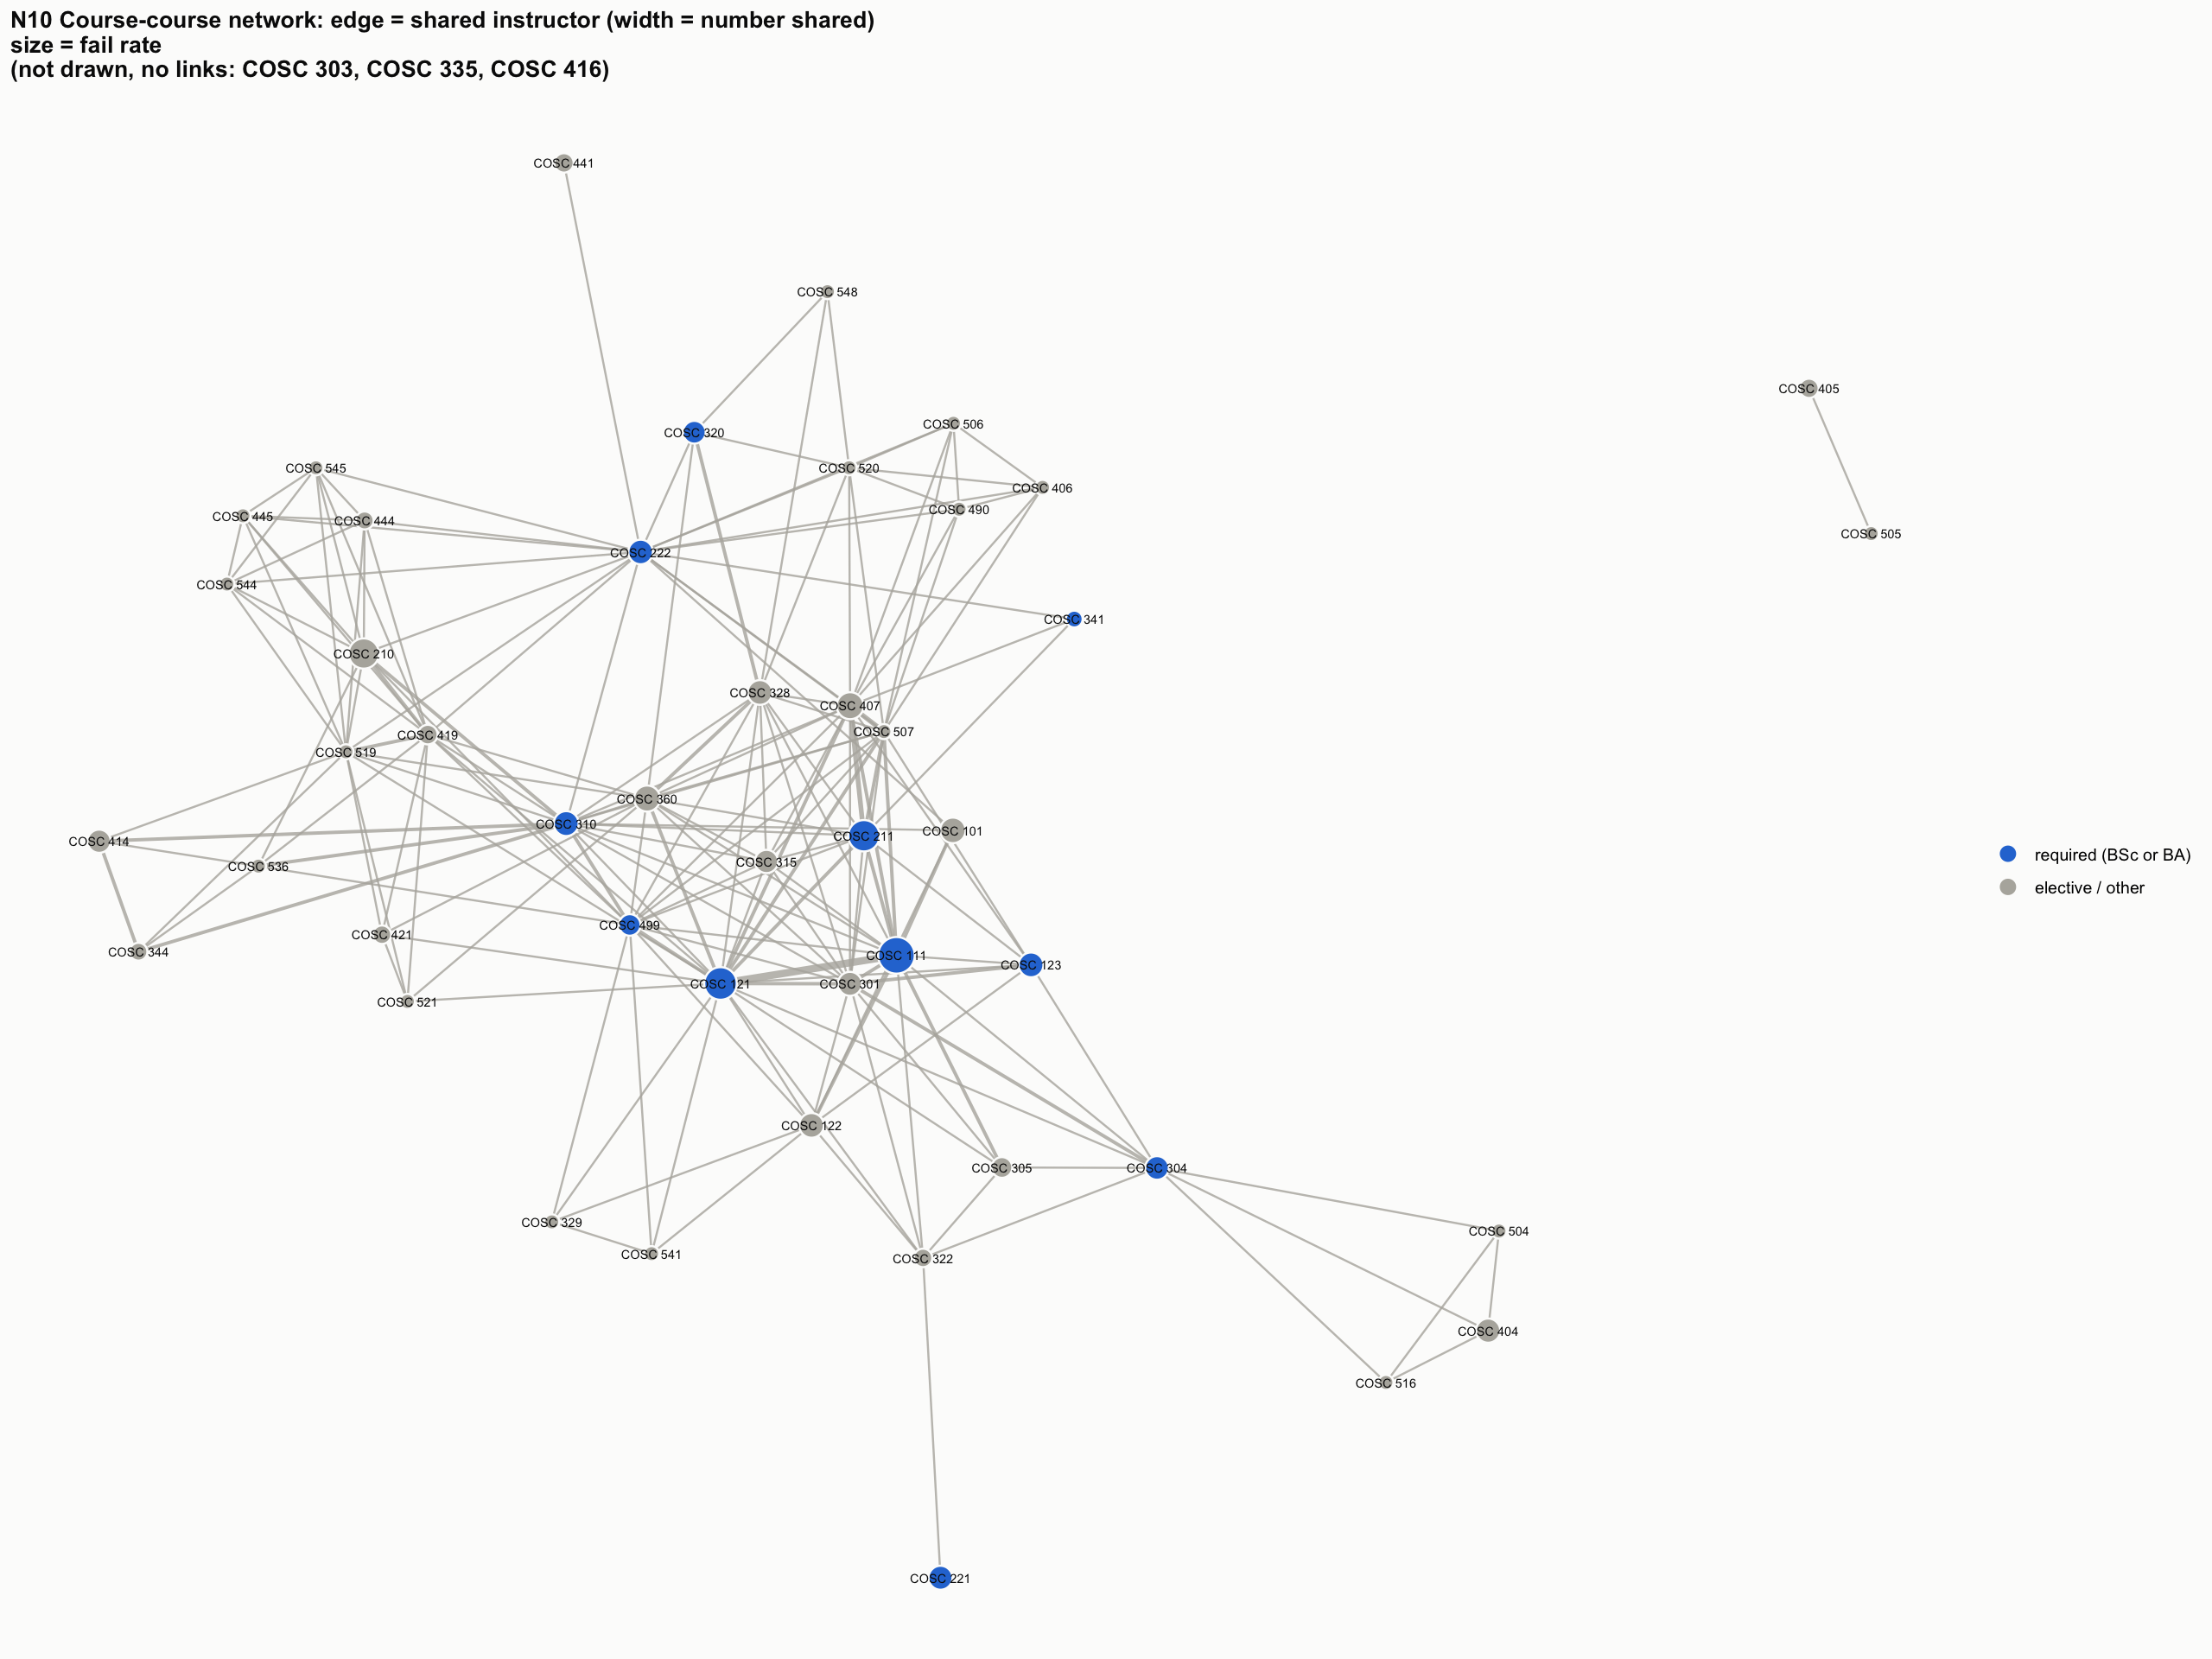 N10 Course-course network: edge = shared instructor (width = number shared)
size = fail rate
(not drawn, no links: COSC 303, COSC 335, COSC 416)
COSC 441
COSC 548
COSC 405
COSC 506
COSC 320
COSC 545
COSC 520
COSC 406
COSC 490
COSC 445
COSC 444
COSC 505
COSC 222
COSC 544
COSC 341
COSC 210
COSC 328
COSC 407
COSC 507
COSC 419
COSC 519
COSC 360
COSC 310
COSC 101
COSC 211
COSC 414
required (BSc or BA)
COSC 315
COSC 536
elective / other
COSC 499
COSC 421
COSC 344
COSC 111
COSC 123
COSC 121
COSC 301
COSC 521
COSC 122
COSC 305
COSC 304
COSC 329
COSC 504
COSC 541
COSC 322
COSC 404
COSC 516
COSC 221